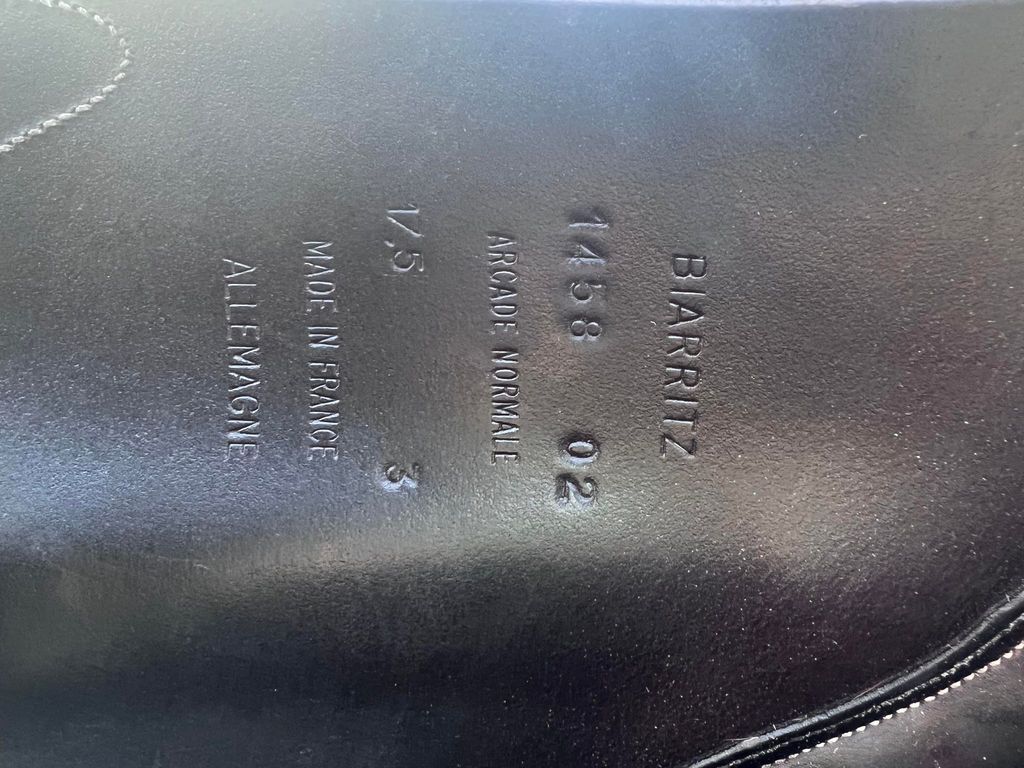 BIARRITZ
1458 02
ARCADE NORMALE
17,5 3
MADE IN FRANCE
ALLEMAGNE